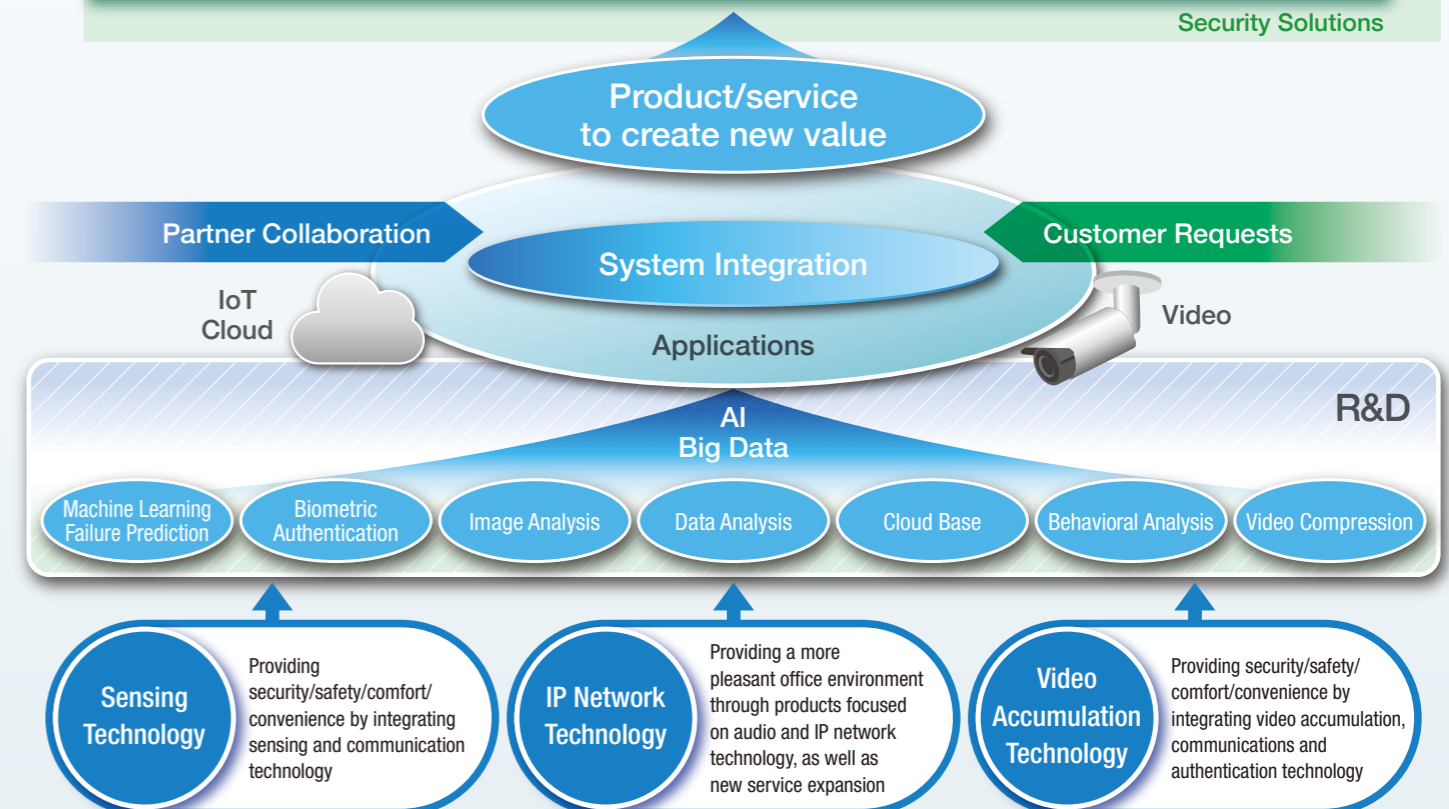 Security Solutions
Product/service
to create new value
Partner Collaboration
Customer Requests
System Integration
IoT
Cloud
Video
Applications
R&D
AI
Big Data
Machine Learning
Failure Prediction
Biometric
Authentication
Image Analysis
Data Analysis
Cloud Base
Behavioral Analysis
Video Compression
Sensing
Technology
Providing
security/safety/comfort/
convenience by integrating
sensing and communication
technology
IP Network
Technology
Providing a more
pleasant office environment
through products focused
on audio and IP network
technology, as well as
new service expansion
Video
Accumulation
Technology
Providing security/safety/
comfort/convenience by
integrating video accumulation,
communications and
authentication technology